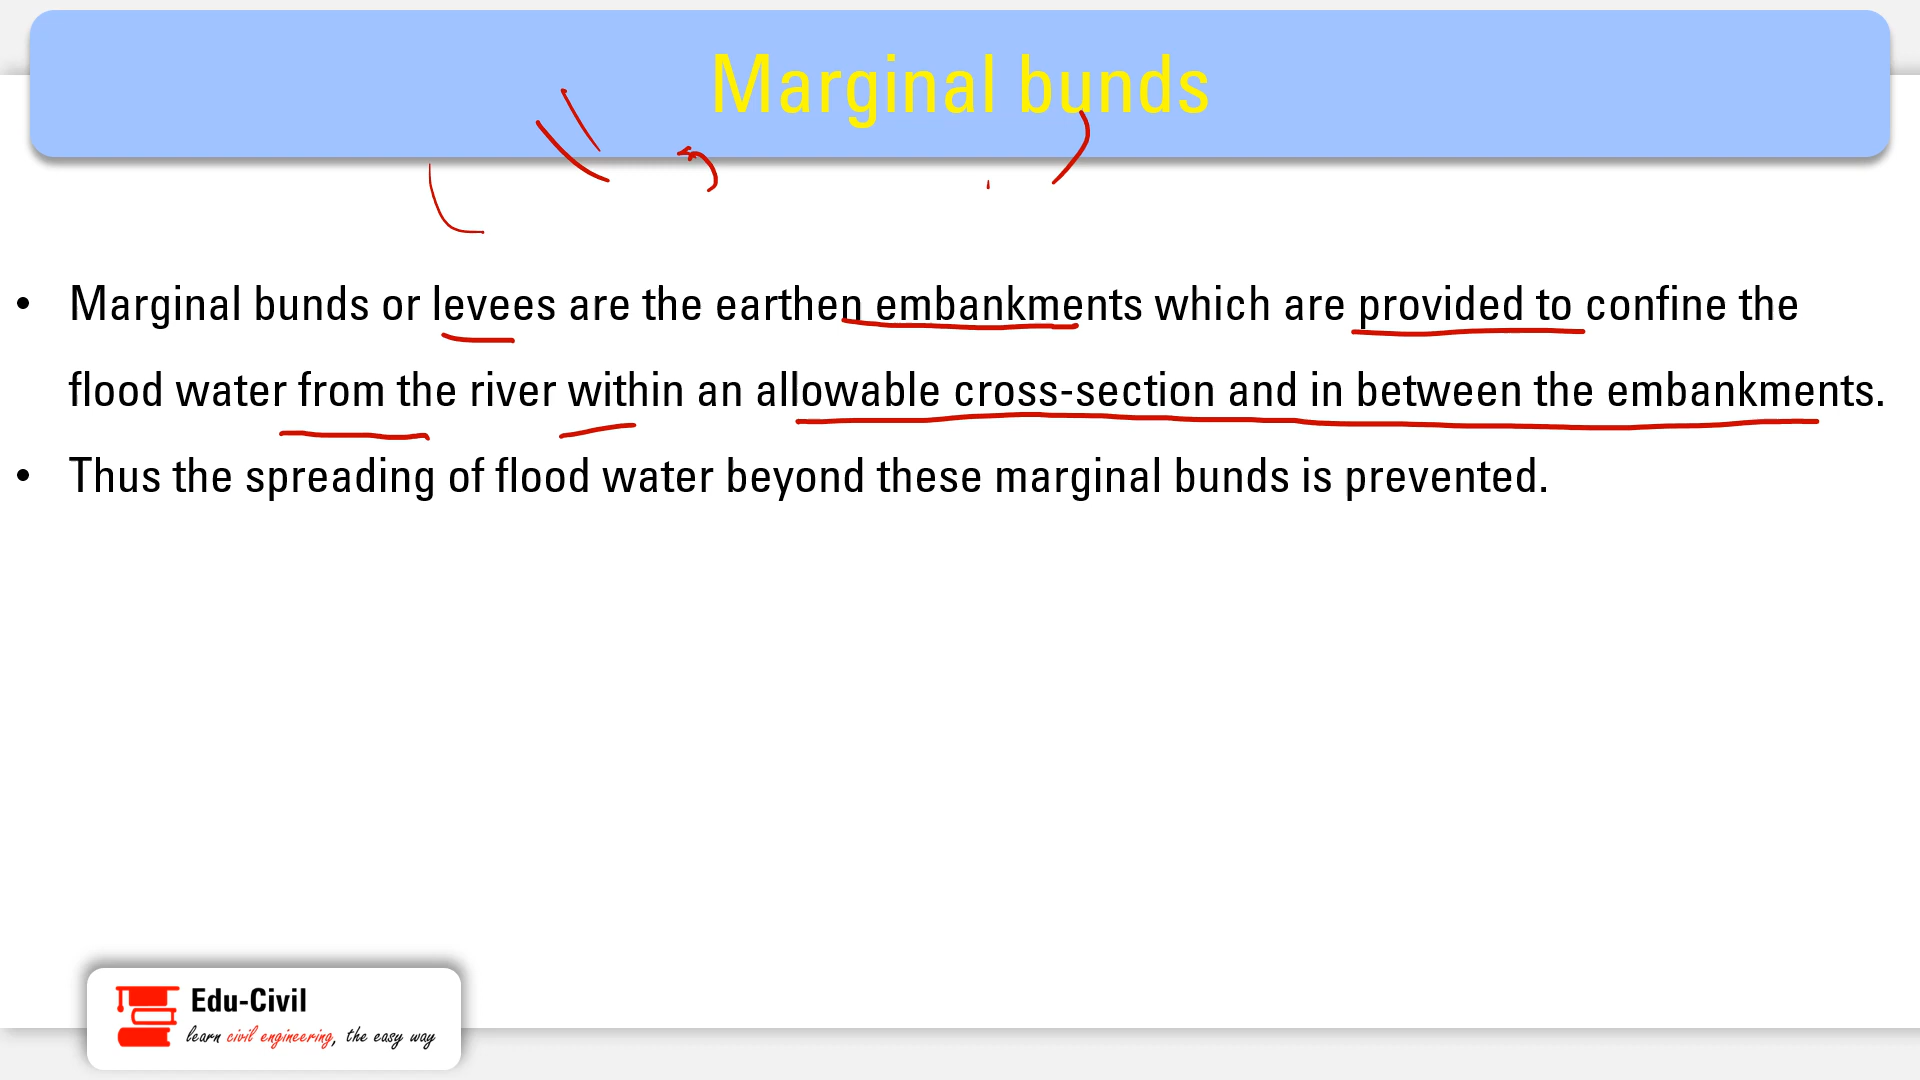 Marginal bunds
• Marginal bunds or levees are the earthen embankments which are provided to confine the
flood water from the river within an allowable cross-section and in between the embankments.
• Thus the spreading of flood water beyond these marginal bunds is prevented.
Edu-Civil
learn civil engineering, the easy way